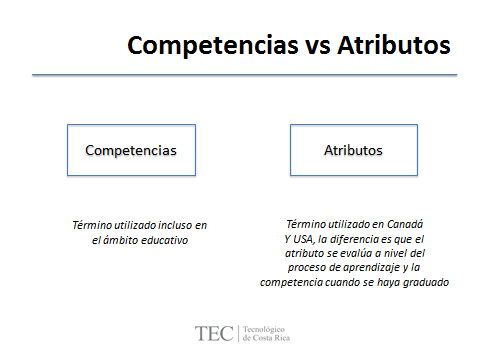 Competencias vs Atributos
Competencias
Atributos
Término utilizado incluso en
el ámbito educativo
Término utilizado en Canadá
Y USA, la diferencia es que el
atributo se evalúa a nivel del
proceso de aprendizaje y la
competencia cuando se haya graduado
TEC
Tecnológico
de Costa Rica